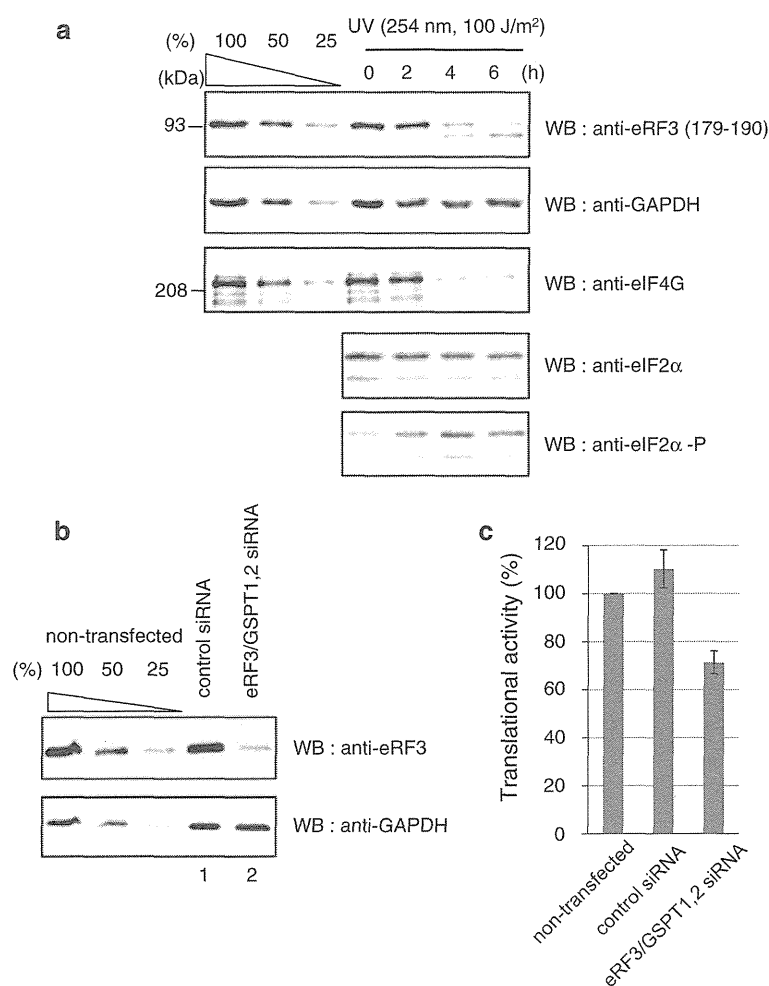 a
UV (254 nm, 100 J/m²)
(%) 100 50 25
0 2 4 6 (h)
(kDa)
93
WB : anti-eRF3 (179-190)
WB : anti-GAPDH
208
WB : anti-eIF4G
WB : anti-eIF2α
WB : anti-eIF2α -P
b
non-transfected
(%) 100 50 25
control siRNA
eRF3/GSPT1,2 siRNA
WB : anti-eRF3
WB : anti-GAPDH
1 2
c
Translational activity (%)
120
100
80
60
40
20
0
non-transfected
control siRNA
eRF3/GSPT1,2 siRNA